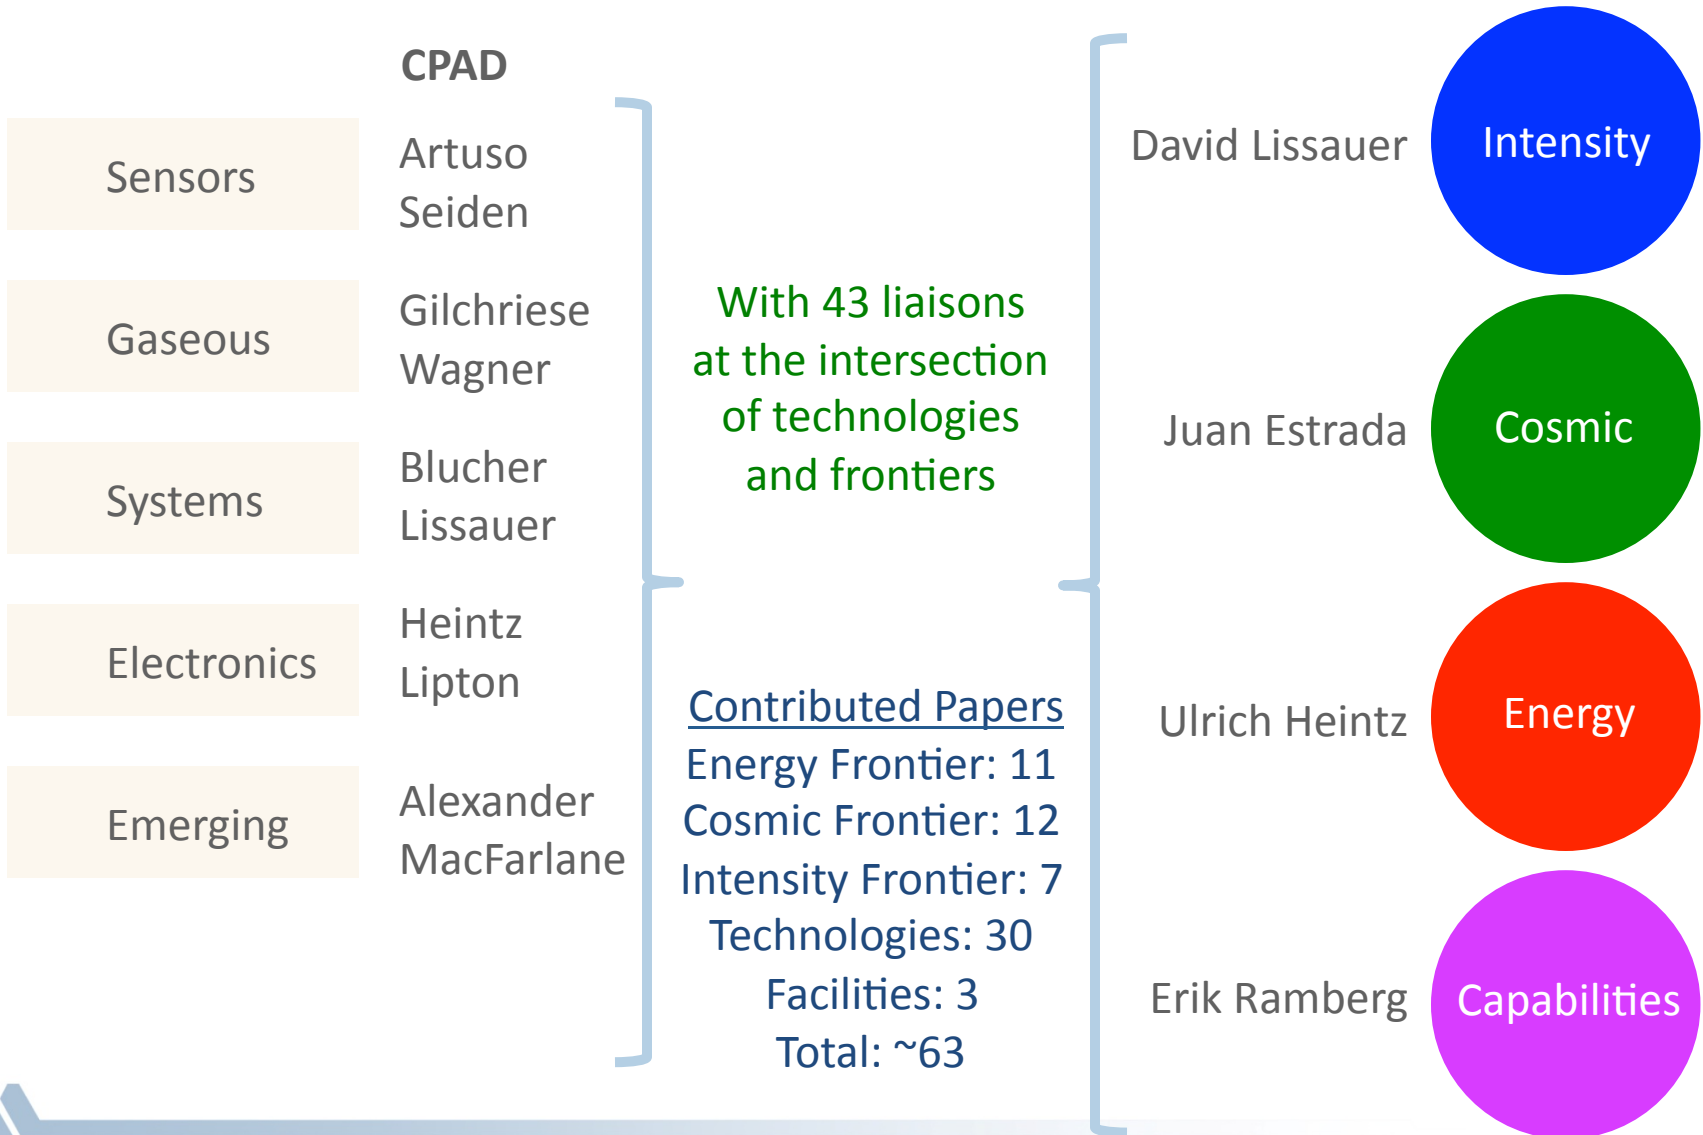 CPAD
Sensors
Artuso
Seiden
Gaseous
Gilchriese
Wagner
Systems
Blucher
Lissauer
Electronics
Heintz
Lipton
Emerging
Alexander
MacFarlane
With 43 liaisons
at the intersection
of technologies
and frontiers
Contributed Papers
Energy Frontier: 11
Cosmic Frontier: 12
Intensity Frontier: 7
Technologies: 30
Facilities: 3
Total: ~63
David Lissauer
Intensity
Juan Estrada
Cosmic
Ulrich Heintz
Energy
Erik Ramberg
Capabilities